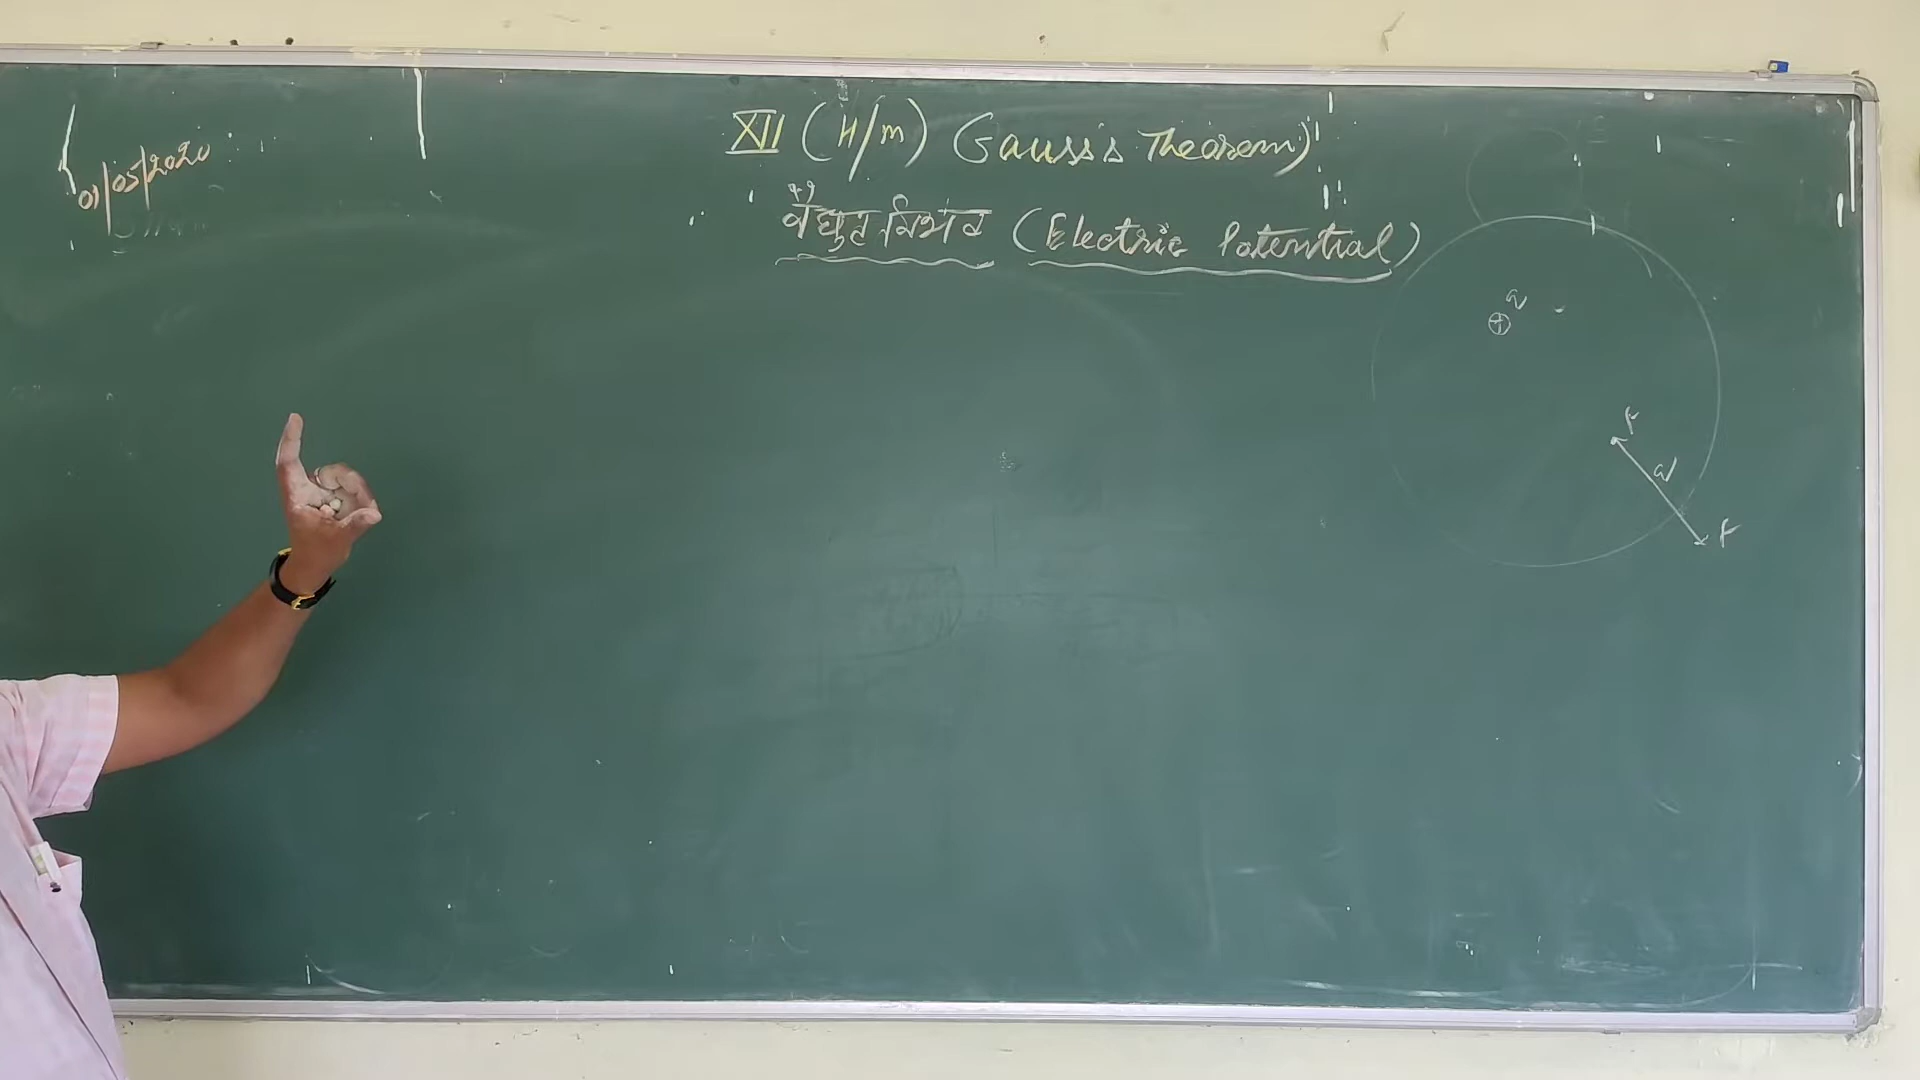 01/05/2020
XII (H/m) (Gauss's Theorem)
वैद्युत विभव (Electric Potential)
q
+
r
d
r